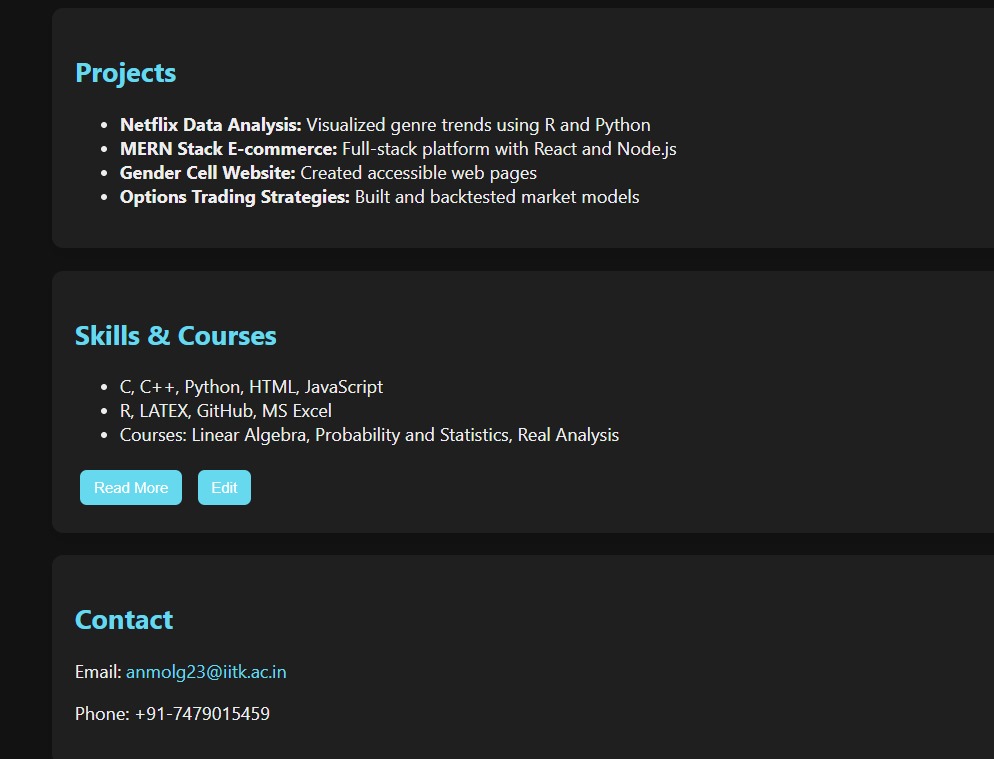 Projects
Netflix Data Analysis: Visualized genre trends using R and Python
MERN Stack E-commerce: Full-stack platform with React and Node.js
Gender Cell Website: Created accessible web pages
Options Trading Strategies: Built and backtested market models
Skills & Courses
C, C++, Python, HTML, JavaScript
R, LATEX, GitHub, MS Excel
Courses: Linear Algebra, Probability and Statistics, Real Analysis
Read More Edit
Contact
Email: anmolg23@iitk.ac.in
Phone: +91-7479015459